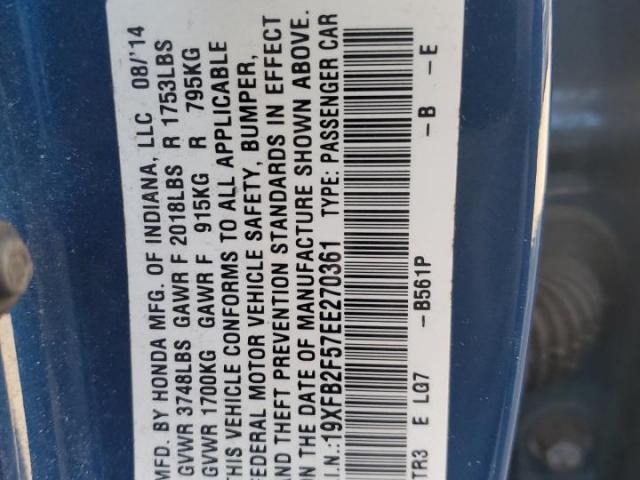 MFD. BY HONDA MFG. OF INDIANA, LLC 08/'14
GVWR 3748LBS GAWR F 2018LBS R 1753LBS
GVWR 1700KG GAWR F 915KG R 795KG
THIS VEHICLE CONFORMS TO ALL APPLICABLE
FEDERAL MOTOR VEHICLE SAFETY, BUMPER,
AND THEFT PREVENTION STANDARDS IN EFFECT
ON THE DATE OF MANUFACTURE SHOWN ABOVE.
I.N.:19XFB2F57EE270361 TYPE: PASSENGER CAR
TR3 E LG7 -B561P -B -E